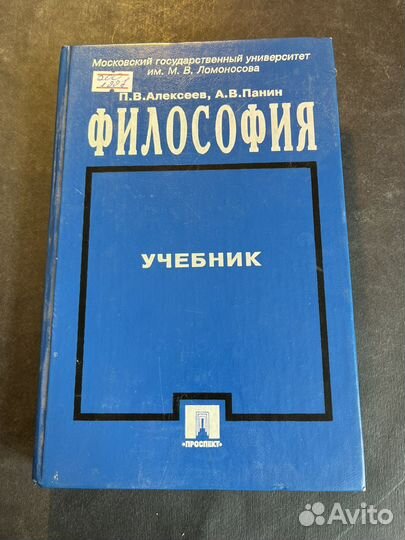 Московский государственный университет
им. М. В. Ломоносова
П.В.Алексеев, А.В.Панин
ФИЛОСОФИЯ
УЧЕБНИК
«ПРОСПЕКТ»
Avito